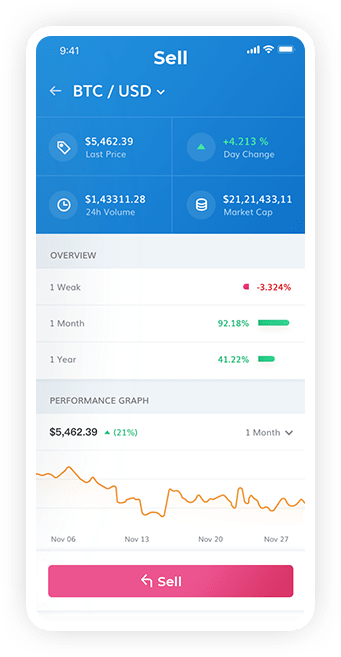 9:41
Sell
BTC / USD
$5,462.39 +4.213 %
Last Price Day Change
$1,43311.28 $21,21,433,11
24h Volume Market Cap
OVERVIEW
1 Weak -3.324%
1 Month 92.18%
1 Year 41.22%
PERFORMANCE GRAPH
$5,462.39 (21%) 1 Month
Nov 06 Nov 13 Nov 20 Nov 27
Sell